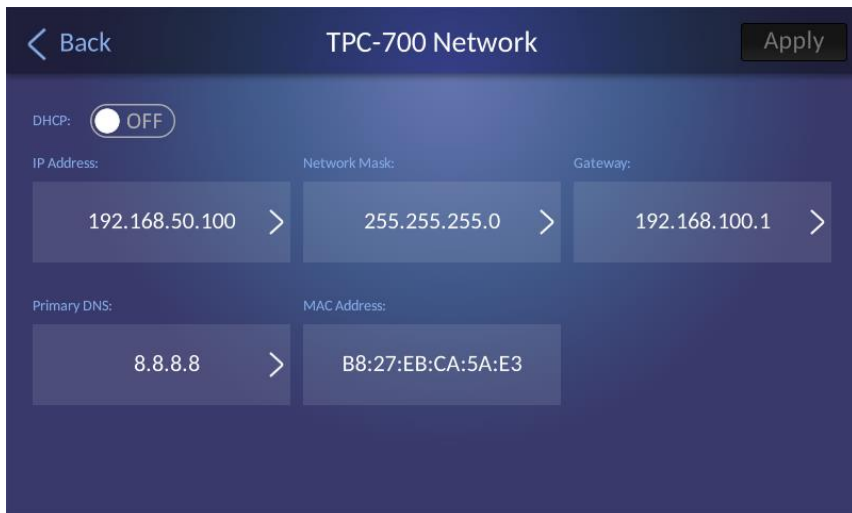 Back
TPC-700 Network
Apply
DHCP:
OFF
IP Address:
Network Mask:
Gateway:
192.168.50.100
255.255.255.0
192.168.100.1
Primary DNS:
MAC Address:
8.8.8.8
B8:27:EB:CA:5A:E3